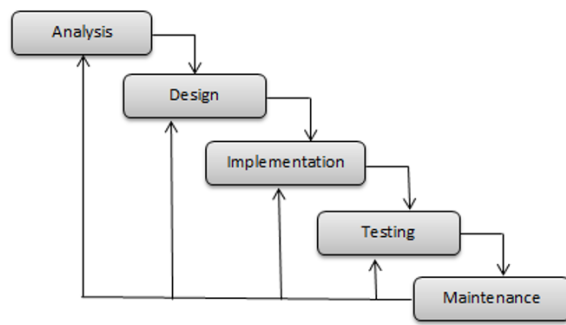 Analysis
Design
Implementation
Testing
Maintenance